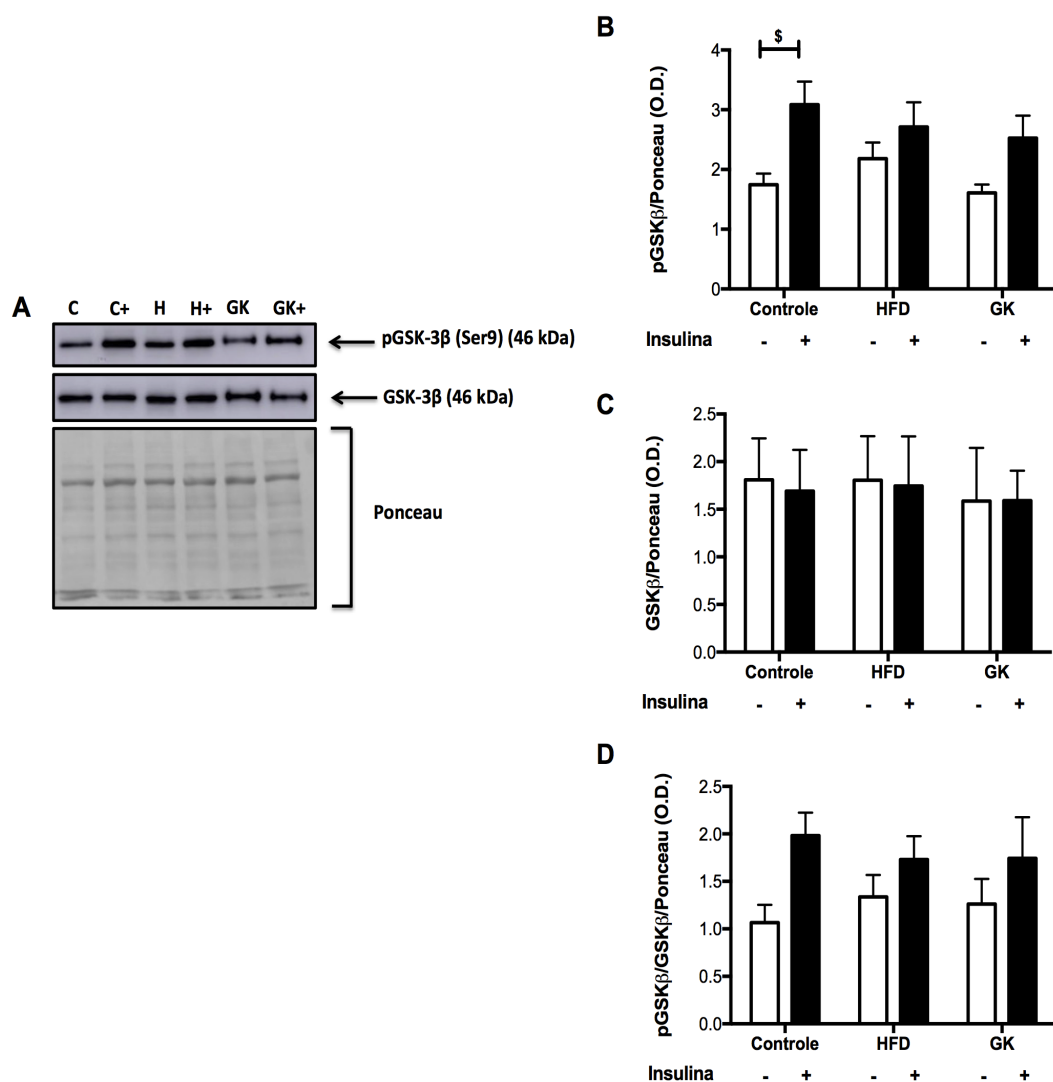 A
C C+ H H+ GK GK+
pGSK-3β (Ser9) (46 kDa)
GSK-3β (46 kDa)
Ponceau
B
$
pGSKβ/Ponceau (O.D.)
4
3
2
1
0
Controle HFD GK
Insulina - + - + - +
C
GSKβ/Ponceau (O.D.)
2.5
2.0
1.5
1.0
0.5
0.0
Controle HFD GK
Insulina - + - + - +
D
pGSKβ/GSKβ/Ponceau (O.D.)
2.5
2.0
1.5
1.0
0.5
0.0
Controle HFD GK
Insulina - + - + - +